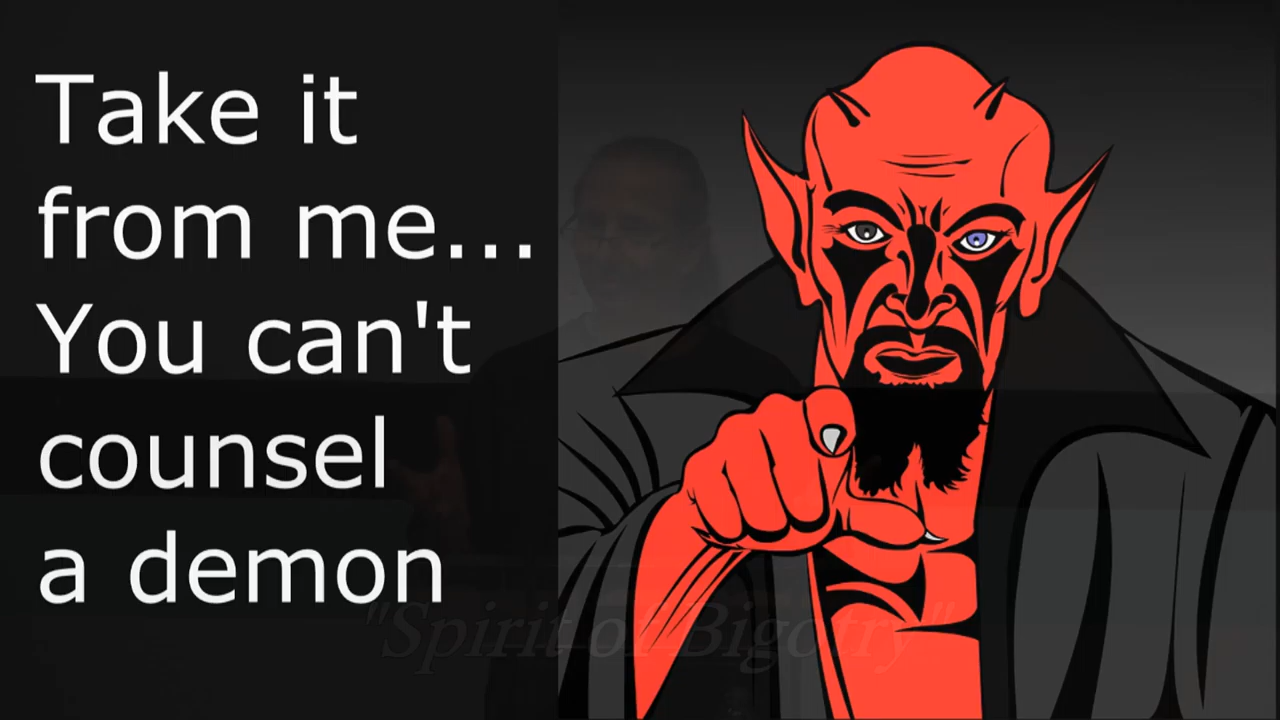 Take it
from me...
You can't
counsel
a demon
"Spirit of Bigotry"